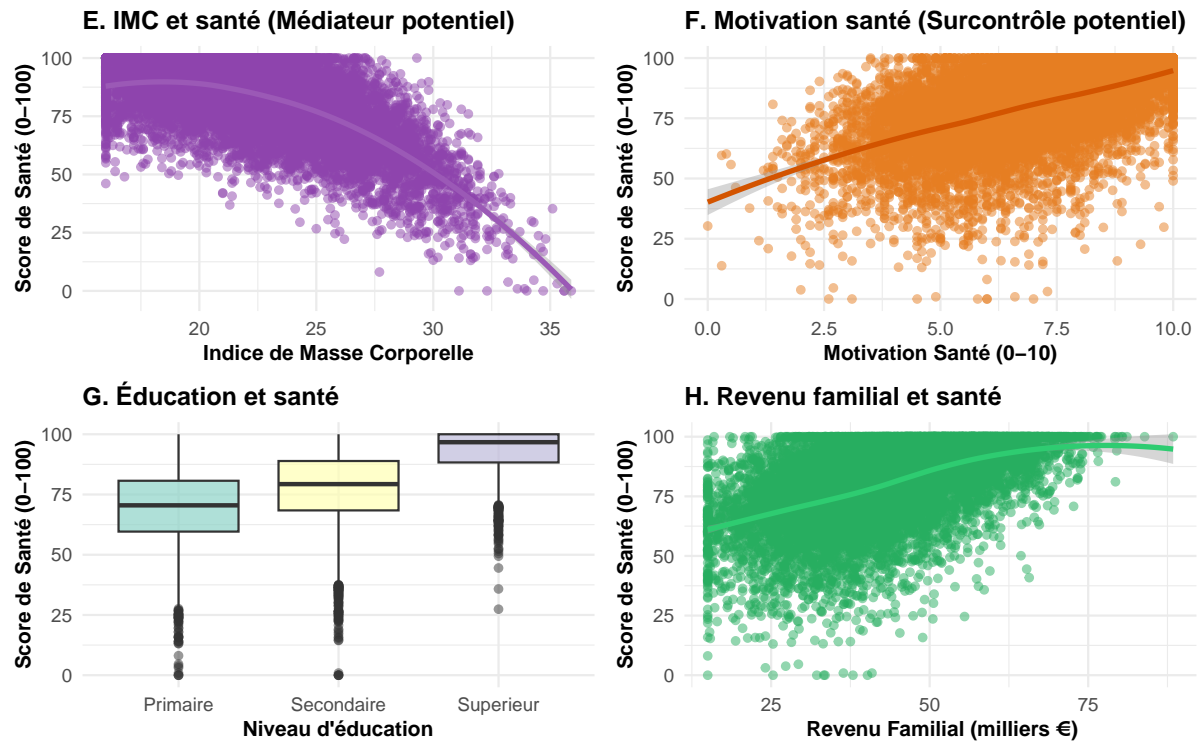 E. IMC et santé (Médiateur potentiel)
Score de Santé (0–100)
100
75
50
25
0
20 25 30 35
Indice de Masse Corporelle
F. Motivation santé (Surcontrôle potentiel)
Score de Santé (0–100)
100
75
50
25
0
0.0 2.5 5.0 7.5 10.0
Motivation Santé (0–10)
G. Éducation et santé
Score de Santé (0–100)
100
75
50
25
0
Primaire Secondaire Superieur
Niveau d'éducation
H. Revenu familial et santé
Score de Santé (0–100)
100
75
50
25
0
25 50 75
Revenu Familial (milliers €)